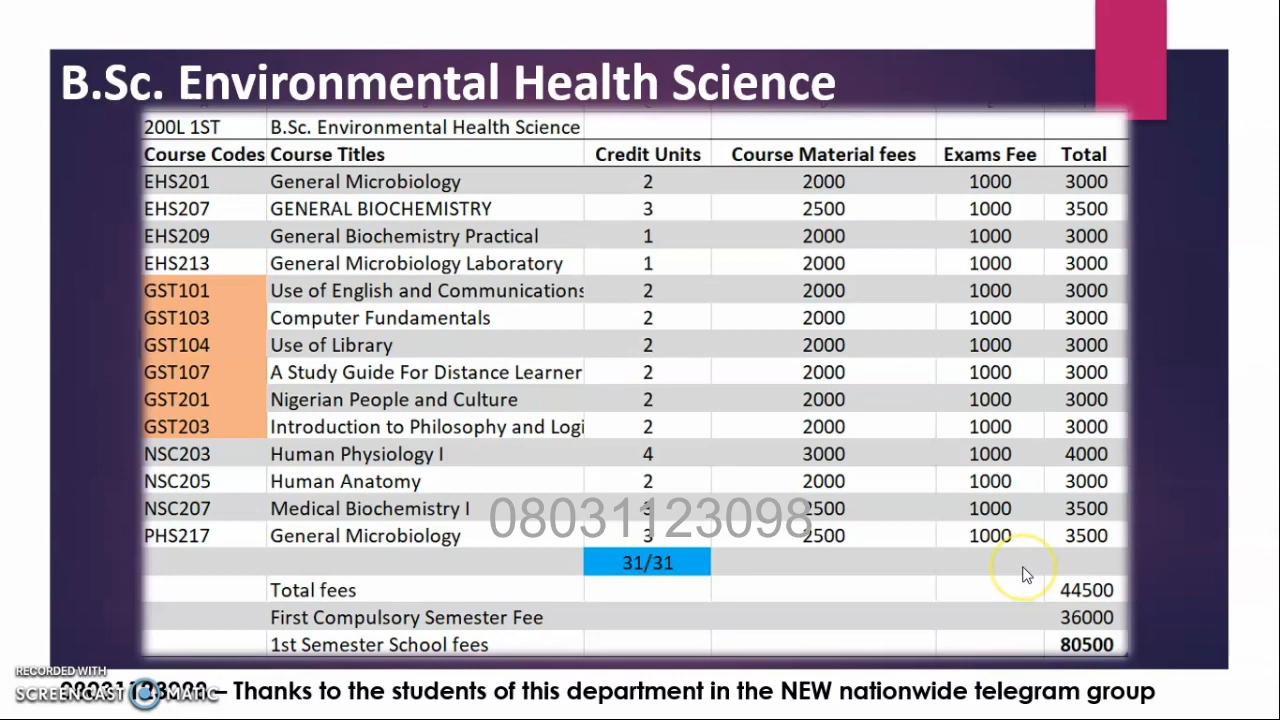 B.Sc. Environmental Health Science
200L 1ST B.Sc. Environmental Health Science
Course Codes Course Titles Credit Units Course Material fees Exams Fee Total
EHS201 General Microbiology 2 2000 1000 3000
EHS207 GENERAL BIOCHEMISTRY 3 2500 1000 3500
EHS209 General Biochemistry Practical 1 2000 1000 3000
EHS213 General Microbiology Laboratory 1 2000 1000 3000
GST101 Use of English and Communications 2 2000 1000 3000
GST103 Computer Fundamentals 2 2000 1000 3000
GST104 Use of Library 2 2000 1000 3000
GST107 A Study Guide For Distance Learner 2 2000 1000 3000
GST201 Nigerian People and Culture 2 2000 1000 3000
GST203 Introduction to Philosophy and Logi 2 2000 1000 3000
NSC203 Human Physiology I 4 3000 1000 4000
NSC205 Human Anatomy 2 2000 1000 3000
NSC207 Medical Biochemistry I 3 2500 1000 3500
08031123098
PHS217 General Microbiology 3 2500 1000 3500
31/31
Total fees 44500
First Compulsory Semester Fee 36000
1st Semester School fees 80500
RECORDED WITH
SCREENCAST MATIC
– Thanks to the students of this department in the NEW nationwide telegram group